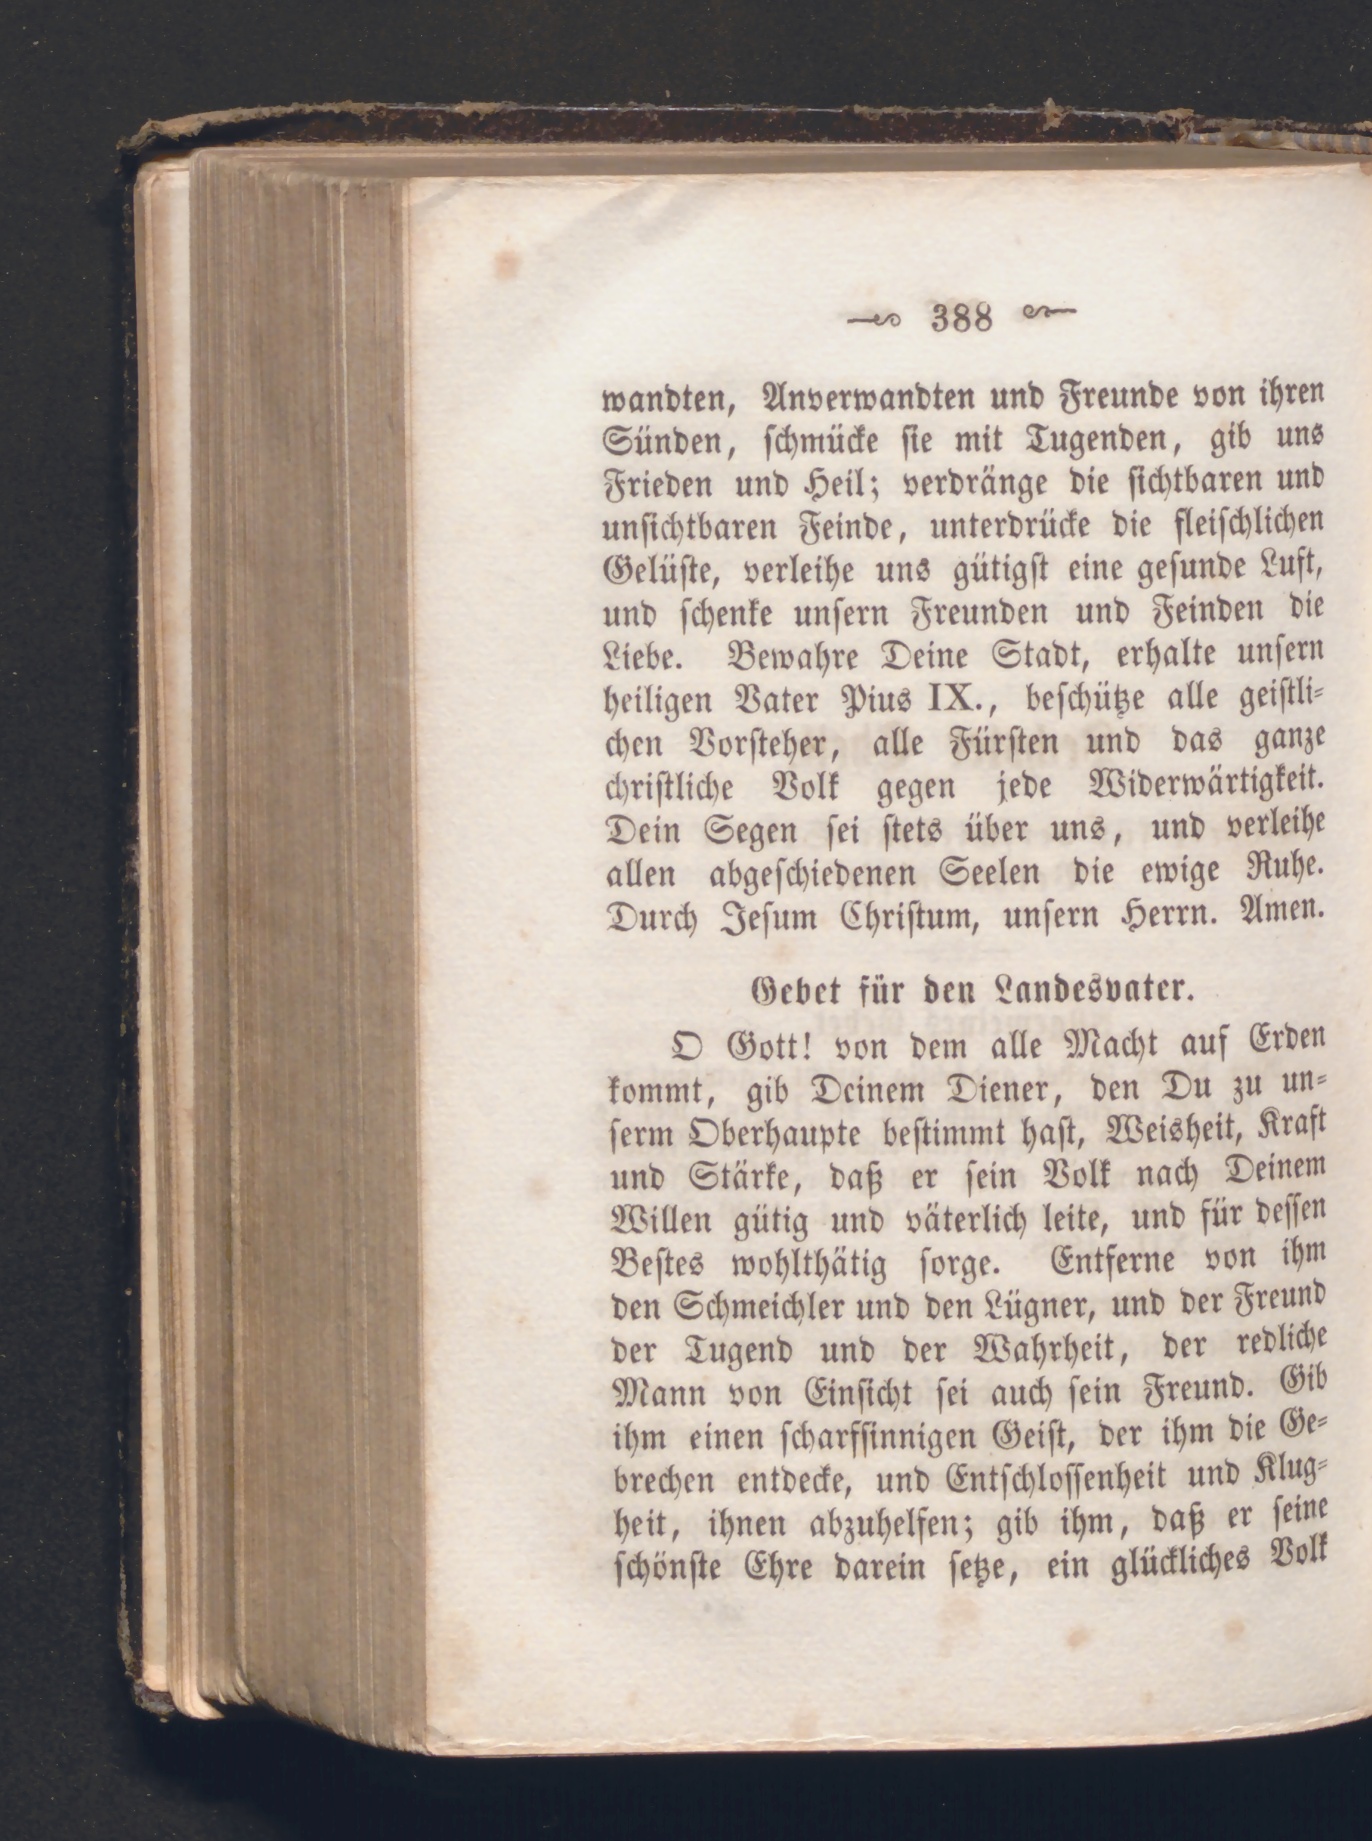 388
wandten, Anverwandten und Freunde von ihren
Sünden, schmücke sie mit Tugenden, gib uns
Frieden und Heil; verdränge die sichtbaren und
unsichtbaren Feinde, unterdrücke die fleischlichen
Gelüste, verleihe uns gütigst eine gesunde Luft,
und schenke unsern Freunden und Feinden die
Liebe. Bewahre Deine Stadt, erhalte unsern
heiligen Vater Pius IX., beschütze alle geistli-
chen Vorsteher, alle Fürsten und das ganze
christliche Volk gegen jede Widerwärtigkeit.
Dein Segen sei stets über uns, und verleihe
allen abgeschiedenen Seelen die ewige Ruhe.
Durch Jesum Christum, unsern Herrn. Amen.
Gebet für den Landesvater.
O Gott! von dem alle Macht auf Erden
kommt, gib Dcinem Diener, den Du zu un-
serm Oberhaupte bestimmt hast, Weisheit, Kraft
und Stärke, daß er sein Volk nach Deinem
Willen gütig und väterlich leite, und für dessen
Bestes wohlthätig sorge. Entferne von ihm
den Schmeichler und den Lügner, und der Freund
der Tugend und der Wahrheit, der redliche
Mann von Einsicht sei auch sein Freund. Gib
ihm einen scharfsinnigen Geist, der ihm die Ge-
brechen entdecke, und Entschlossenheit und Klug-
heit, ihnen abzuhelfen; gib ihm, daß er seine
schönste Ehre darein setze, ein glückliches Volk